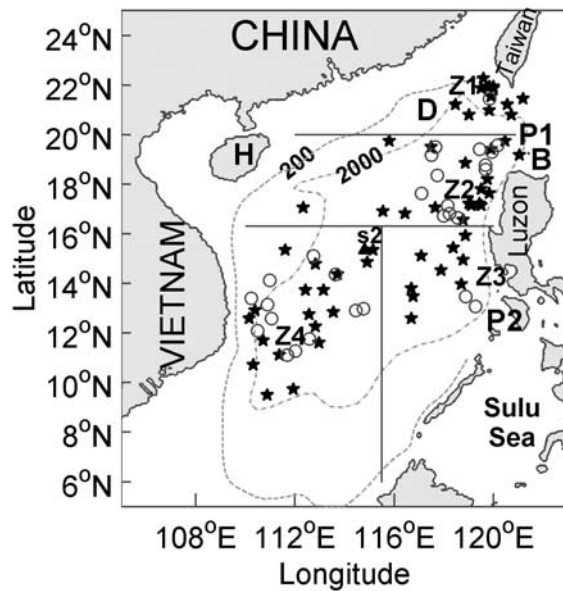 24°N
22°N
20°N
18°N
16°N
14°N
12°N
10°N
8°N
6°N
Latitude
CHINA
Taiwan
Z1
D
P1
200
2000
B
H
Z2
Luzon
VIETNAM
s2
Z3
P2
Z4
Sulu
Sea
108°E 112°E 116°E 120°E
Longitude